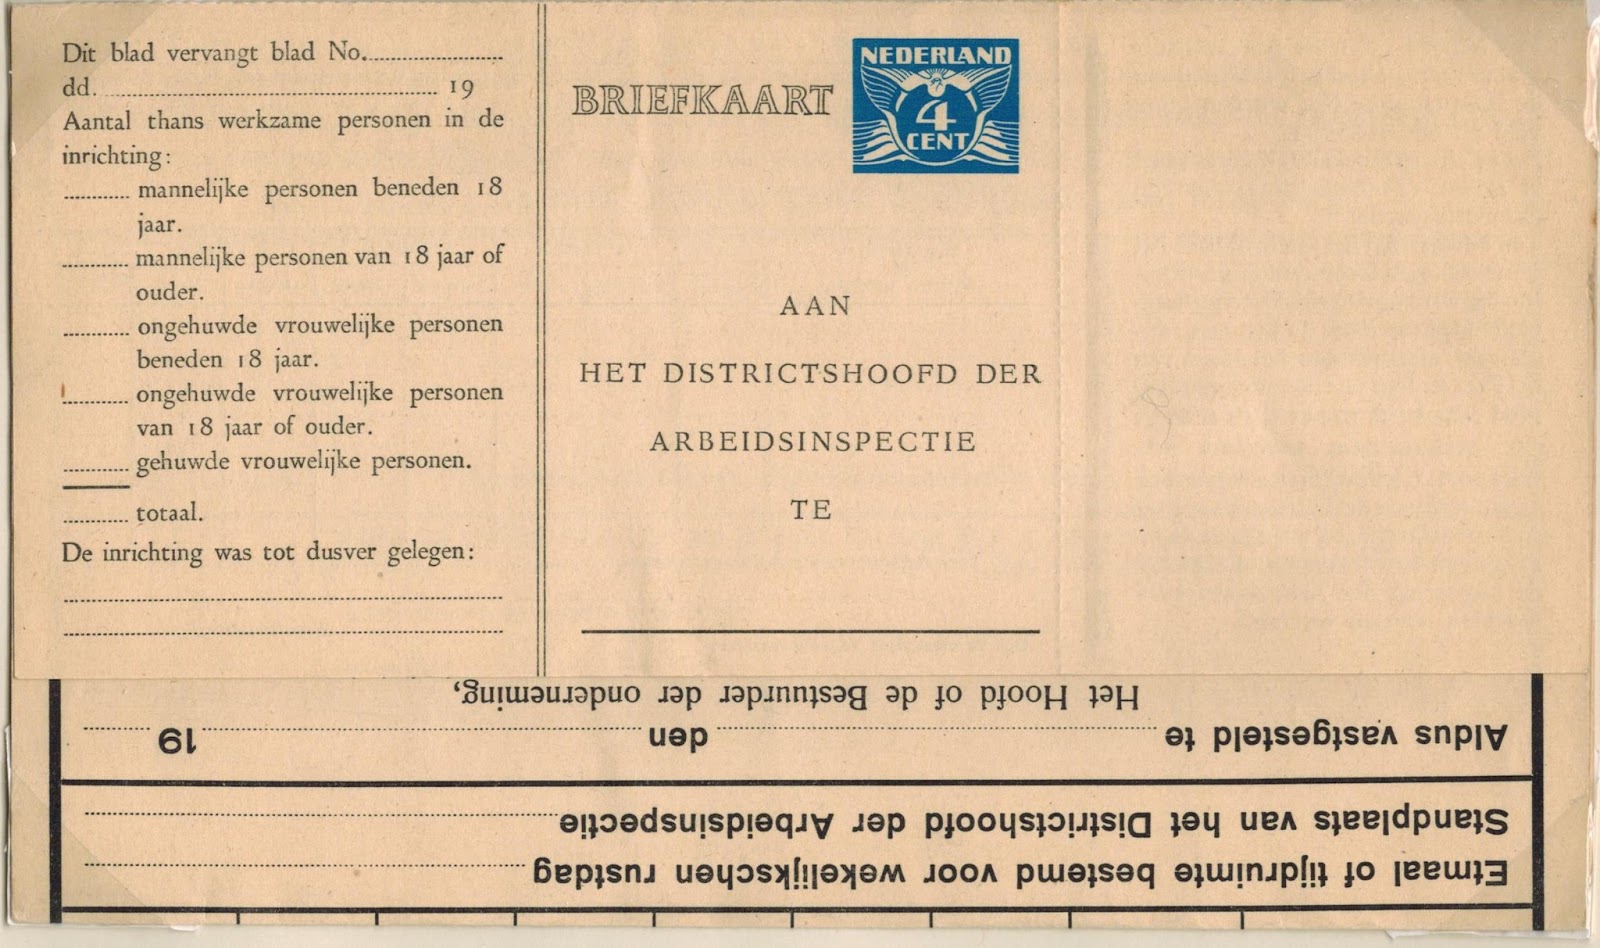 Dit blad vervangt blad No.
dd. 19
Aantal thans werkzame personen in de
inrichting:
mannelijke personen beneden 18
jaar.
mannelijke personen van 18 jaar of
ouder.
ongehuwde vrouwelijke personen
beneden 18 jaar.
ongehuwde vrouwelijke personen
van 18 jaar of ouder.
gehuwde vrouwelijke personen.
totaal.
De inrichting was tot dusver gelegen:
BRIEFKAART
NEDERLAND
4
CENT
AAN
HET DISTRICTSHOOFD DER
ARBEIDSINSPECTIE
TE
Etmaal of tijdruimte bestemd voor wekelijkschen rustdag
Standplaats van het Districtshoofd der Arbeidsinspectie
Aldus vastgesteld te den 19
Het Hoofd of de Bestuurder der onderneming,